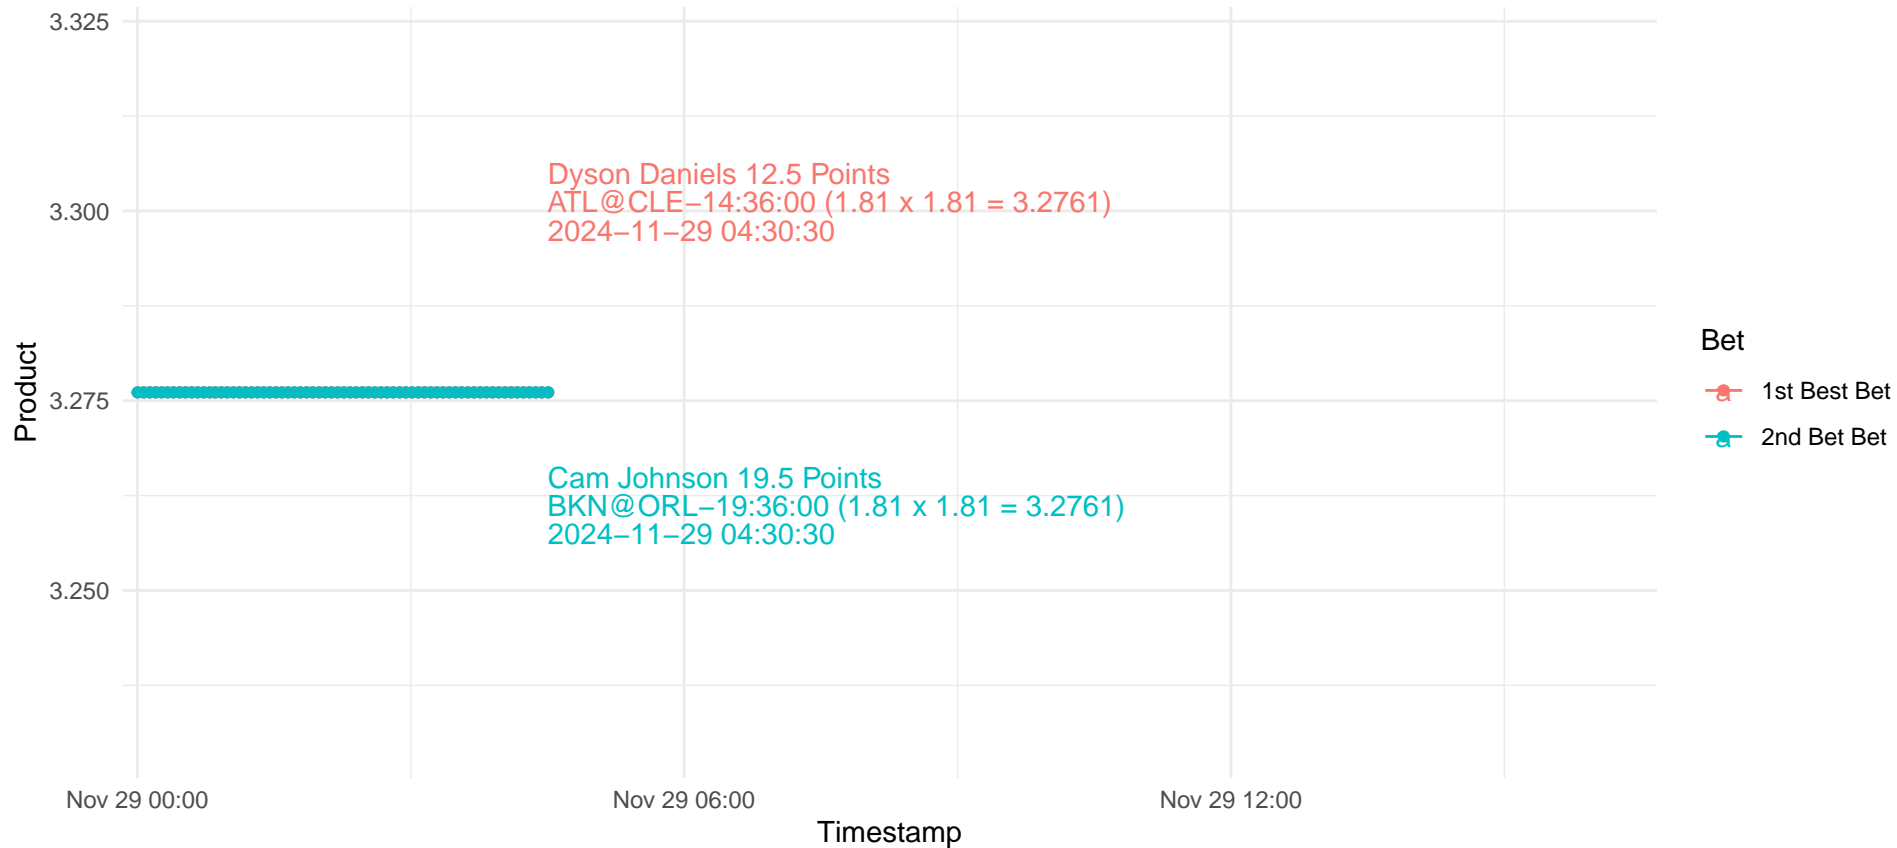 3.325
3.300
3.275
3.250
Product
Dyson Daniels 12.5 Points
ATL@CLE−14:36:00 (1.81 x 1.81 = 3.2761)
2024−11−29 04:30:30
Cam Johnson 19.5 Points
BKN@ORL−19:36:00 (1.81 x 1.81 = 3.2761)
2024−11−29 04:30:30
Nov 29 00:00
Nov 29 06:00
Nov 29 12:00
Timestamp
Bet
a 1st Best Bet
a 2nd Bet Bet